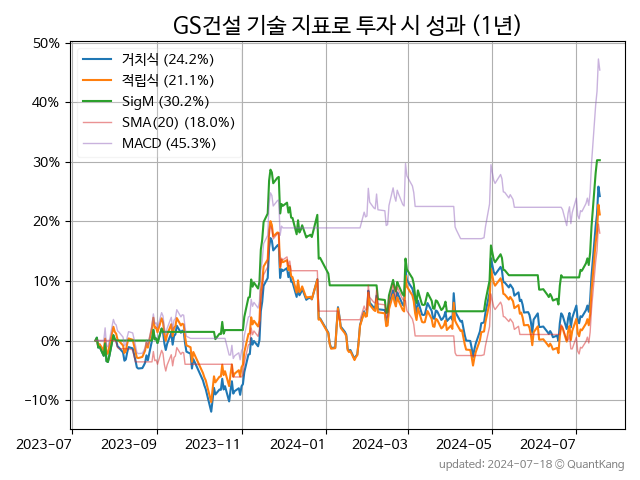 GS건설 기술 지표로 투자 시 성과 (1년)
50%
40%
30%
20%
10%
0%
−10%
거치식 (24.2%)
적립식 (21.1%)
SigM (30.2%)
SMA(20) (18.0%)
MACD (45.3%)
2023-07 2023-09 2023-11 2024-01 2024-03 2024-05 2024-07
updated: 2024-07-18 @ QuantKang